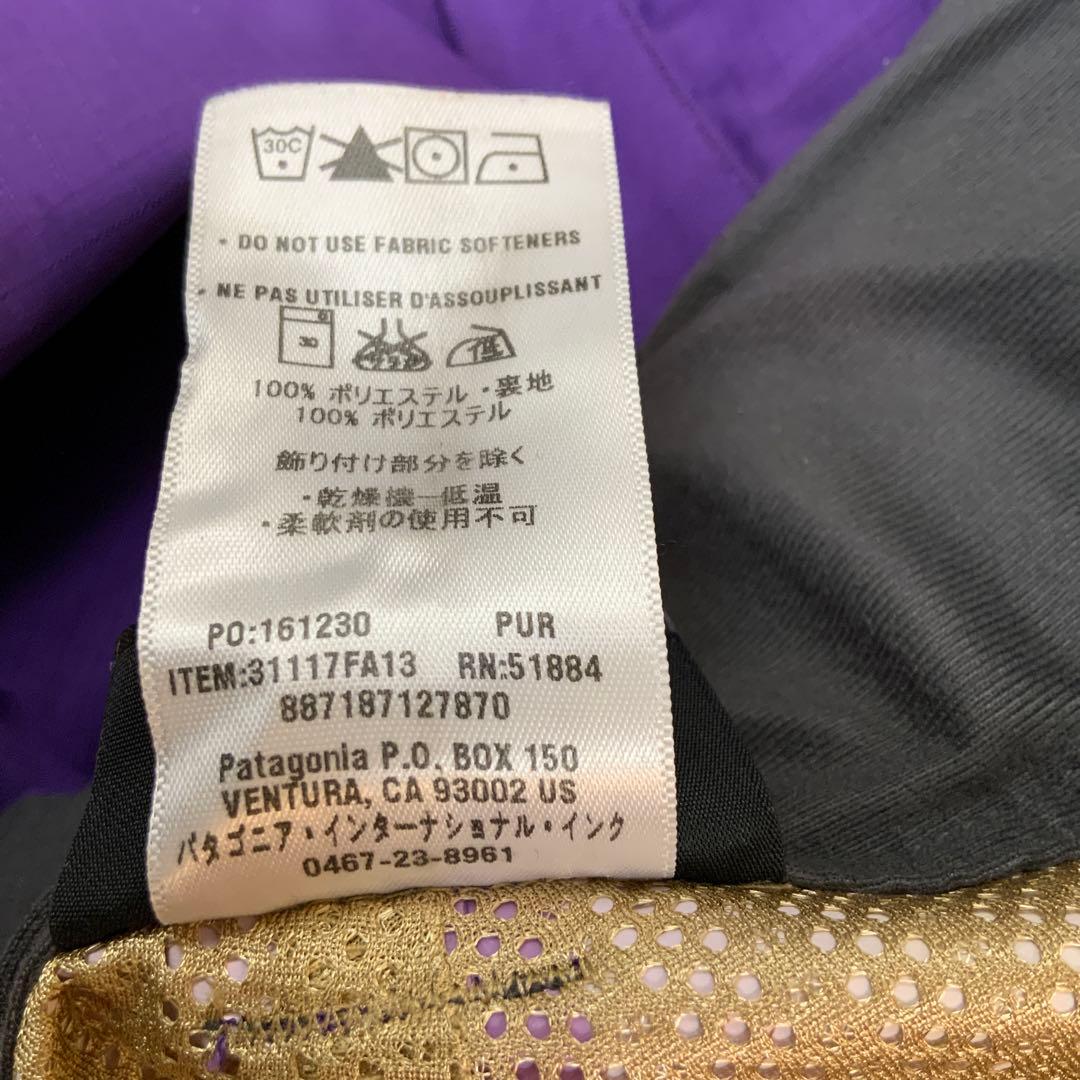 30C
• DO NOT USE FABRIC SOFTENERS
• NE PAS UTILISER D'ASSOUPLISSANT
30 低
100% ポリエステル・裏地
100% ポリエステル
飾り付け部分を除く
・乾燥機ー低温
・柔軟剤の使用不可
PO:161230 PUR
ITEM:31117FA13 RN:51884
887187127870
Patagonia P.O. BOX 150
VENTURA, CA 93002 US
パタゴニア・インターナショナル・インク
0467-23-8961